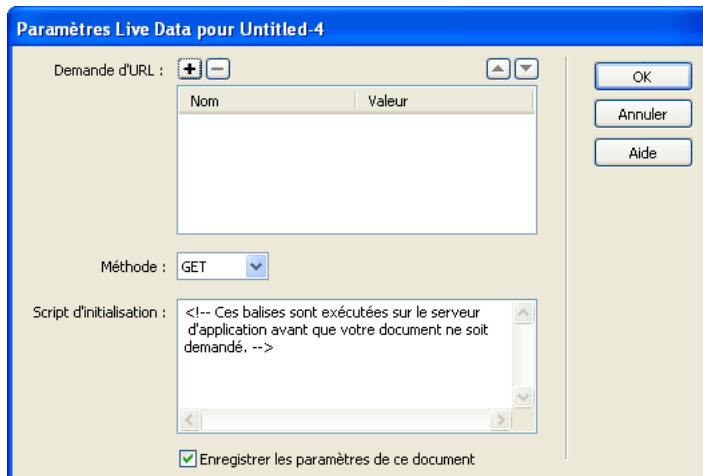 Paramètres Live Data pour Untitled-4
Demande d'URL :
Nom Valeur
OK
Annuler
Aide
Méthode : GET
Script d'initialisation :
<!-- Ces balises sont exécutées sur le serveur
d'application avant que votre document ne soit
demandé. -->
Enregistrer les paramètres de ce document